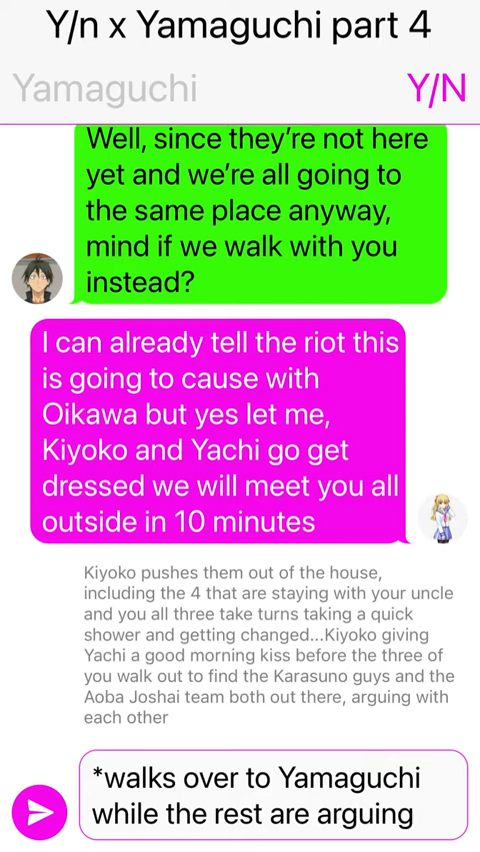 Y/n x Yamaguchi part 4
Yamaguchi
Y/N
Well, since they're not here
yet and we're all going to
the same place anyway,
mind if we walk with you
instead?
I can already tell the riot this
is going to cause with
Oikawa but yes let me,
Kiyoko and Yachi go get
dressed we will meet you all
outside in 10 minutes
Kiyoko pushes them out of the house,
including the 4 that are staying with your uncle
and you all three take turns taking a quick
shower and getting changed...Kiyoko giving
Yachi a good morning kiss before the three of
you walk out to find the Karasuno guys and the
Aoba Joshai team both out there, arguing with
each other
*walks over to Yamaguchi
while the rest are arguing